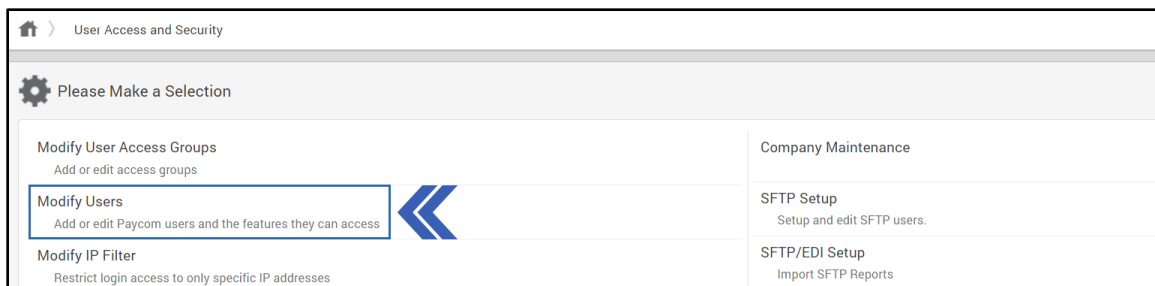 User Access and Security
Please Make a Selection
Modify User Access Groups
Add or edit access groups
Modify Users
Add or edit Paycom users and the features they can access
Modify IP Filter
Restrict login access to only specific IP addresses
Company Maintenance
SFTP Setup
Setup and edit SFTP users.
SFTP/EDI Setup
Import SFTP Reports